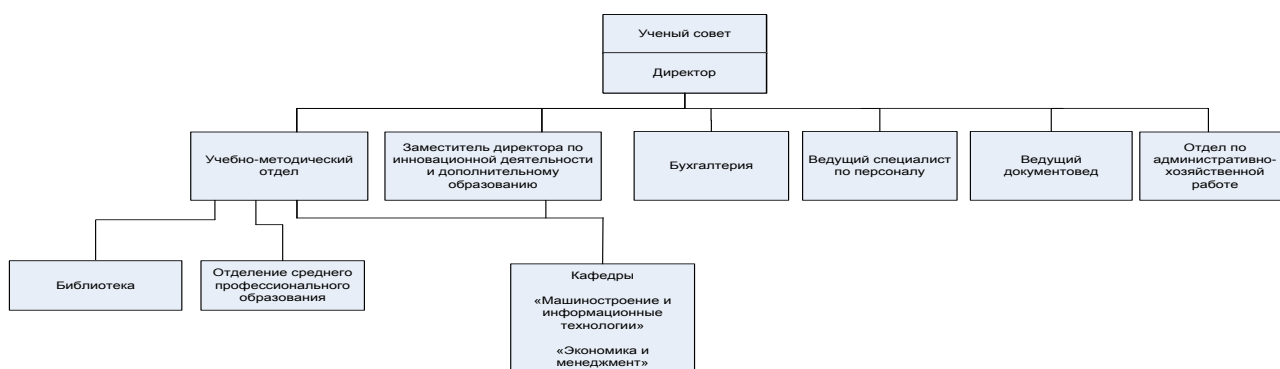 Ученый совет
Директор
Учебно-методический
отдел
Заместитель директора по
инновационной деятельности
и дополнительному
образованию
Бухгалтерия
Ведущий специалист
по персоналу
Ведущий
документовед
Отдел по
административно-
хозяйственной
работе
Библиотека
Отделение среднего
профессионального
образования
Кафедры
«Машиностроение и
информационные
технологии»
«Экономика и
менеджмент»